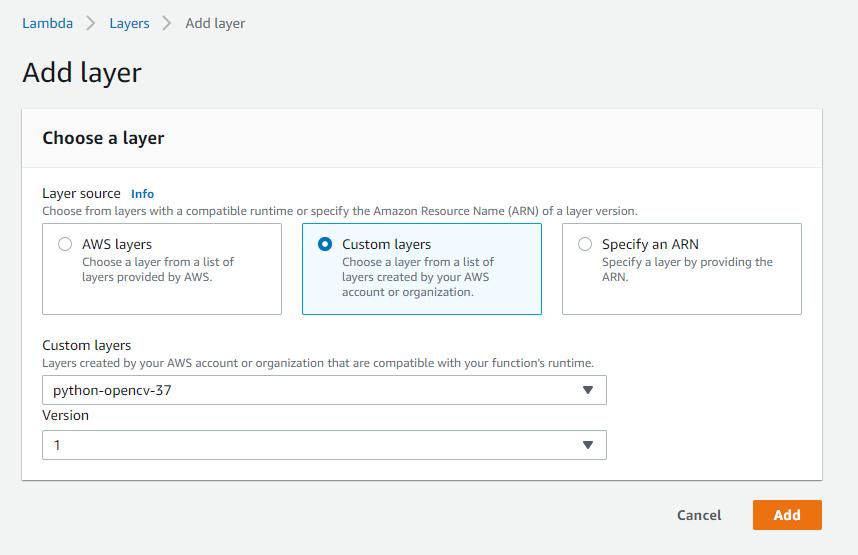 Lambda > Layers > Add layer
Add layer
Choose a layer
Layer source Info
Choose from layers with a compatible runtime or specify the Amazon Resource Name (ARN) of a layer version.
AWS layers
Choose a layer from a list of
layers provided by AWS.
Custom layers
Choose a layer from a list of
layers created by your AWS
account or organization.
Specify an ARN
Specify a layer by providing the
ARN.
Custom layers
Layers created by your AWS account or organization that are compatible with your function's runtime.
python-opencv-37
Version
1
Cancel Add